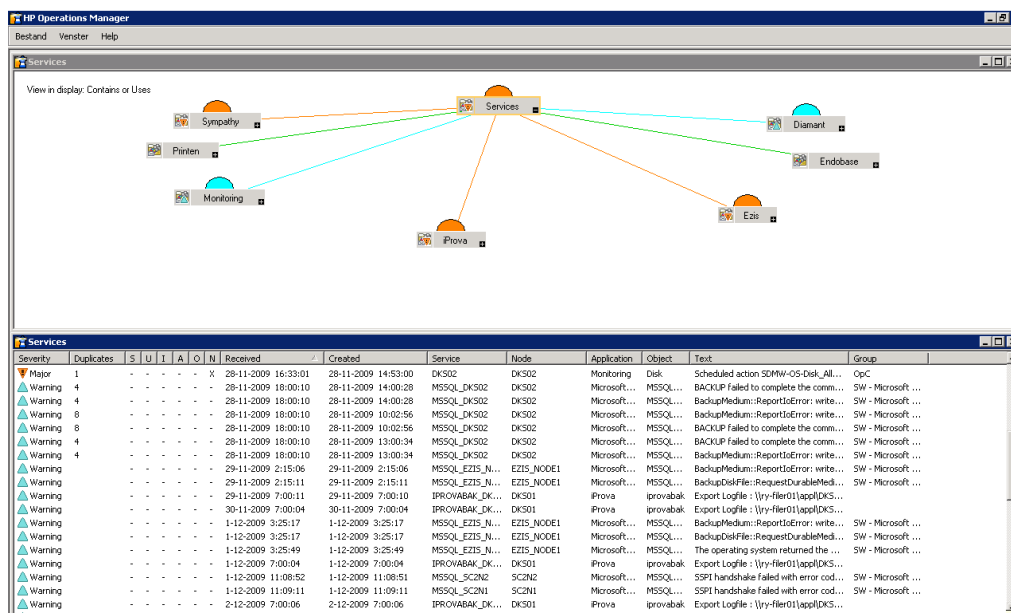 HP Operations Manager
Bestand Venster Help
Services
View in display: Contains or Uses
Services
Sympathy
Diamant
Printen
Endobase
Monitoring
Ezis
iProva
Services
Severity Duplicates S U I A O N Received Created Service Node Application Object Text Group
Major 1 - - - - - X 28-11-2009 16:33:01 28-11-2009 14:53:00 DKS02 DKS02 Monitoring Disk Scheduled action SDMW-OS-Disk_All... OpC
Warning 4 - - - - - - 28-11-2009 18:00:10 28-11-2009 14:00:28 MSSQL_DKS02 DKS02 Microsoft... MSSQL... BACKUP failed to complete the comm... SW - Microsoft ...
Warning 4 - - - - - - 28-11-2009 18:00:10 28-11-2009 14:00:28 MSSQL_DKS02 DKS02 Microsoft... MSSQL... BackupMedium::ReportIoError: write... SW - Microsoft ...
Warning 8 - - - - - - 28-11-2009 18:00:10 28-11-2009 10:02:56 MSSQL_DKS02 DKS02 Microsoft... MSSQL... BackupMedium::ReportIoError: write... SW - Microsoft ...
Warning 8 - - - - - - 28-11-2009 18:00:10 28-11-2009 10:02:56 MSSQL_DKS02 DKS02 Microsoft... MSSQL... BACKUP failed to complete the comm... SW - Microsoft ...
Warning 4 - - - - - - 28-11-2009 18:00:10 28-11-2009 13:00:34 MSSQL_DKS02 DKS02 Microsoft... MSSQL... BACKUP failed to complete the comm... SW - Microsoft ...
Warning 4 - - - - - - 28-11-2009 18:00:10 28-11-2009 13:00:34 MSSQL_DKS02 DKS02 Microsoft... MSSQL... BackupMedium::ReportIoError: write... SW - Microsoft ...
Warning - - - - - - 29-11-2009 2:15:06 29-11-2009 2:15:06 MSSQL_EZIS_N... EZIS_NODE1 Microsoft... MSSQL... BackupMedium::ReportIoError: write... SW - Microsoft ...
Warning - - - - - - 29-11-2009 2:15:11 29-11-2009 2:15:11 MSSQL_EZIS_N... EZIS_NODE1 Microsoft... MSSQL... BackupDiskFile::RequestDurableMedi... SW - Microsoft ...
Warning - - - - - - 29-11-2009 7:00:11 29-11-2009 7:00:10 IPROVABAK_DK... DKS01 iProva iprovabak Export Logfile : \\ry-filer01\appl\DKS...
Warning - - - - - - 30-11-2009 7:00:04 30-11-2009 7:00:04 IPROVABAK_DK... DKS01 iProva iprovabak Export Logfile : \\ry-filer01\appl\DKS...
Warning - - - - - - 1-12-2009 3:25:17 1-12-2009 3:25:17 MSSQL_EZIS_N... EZIS_NODE1 Microsoft... MSSQL... BackupMedium::ReportIoError: write... SW - Microsoft ...
Warning - - - - - - 1-12-2009 3:25:17 1-12-2009 3:25:17 MSSQL_EZIS_N... EZIS_NODE1 Microsoft... MSSQL... BackupDiskFile::RequestDurableMedi... SW - Microsoft ...
Warning - - - - - - 1-12-2009 3:25:49 1-12-2009 3:25:49 MSSQL_EZIS_N... EZIS_NODE1 Microsoft... MSSQL... The operating system returned the ... SW - Microsoft ...
Warning - - - - - - 1-12-2009 7:00:04 1-12-2009 7:00:04 IPROVABAK_DK... DKS01 iProva iprovabak Export Logfile : \\ry-filer01\appl\DKS...
Warning - - - - - - 1-12-2009 11:08:52 1-12-2009 11:08:51 MSSQL_SC2N2 SC2N2 Microsoft... MSSQL... SSPI handshake failed with error cod... SW - Microsoft ...
Warning - - - - - - 1-12-2009 11:09:11 1-12-2009 11:09:11 MSSQL_SC2N2 SC2N2 Microsoft... MSSQL... SSPI handshake failed with error cod... SW - Microsoft ...
Warning - - - - - - 2-12-2009 7:00:06 2-12-2009 7:00:06 IPROVABAK_DK... DKS01 iProva iprovabak Export Logfile : \\ry-filer01\appl\DKS...